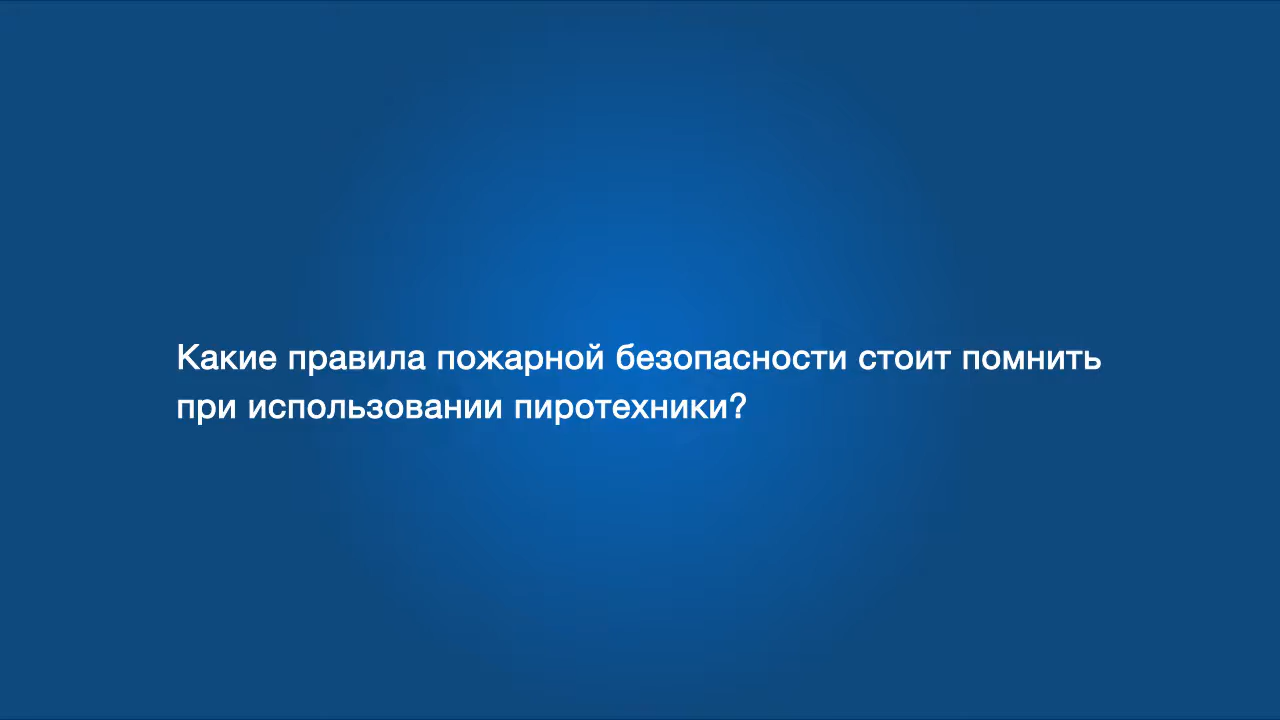 Какие правила пожарной безопасности стоит помнить
при использовании пиротехники?